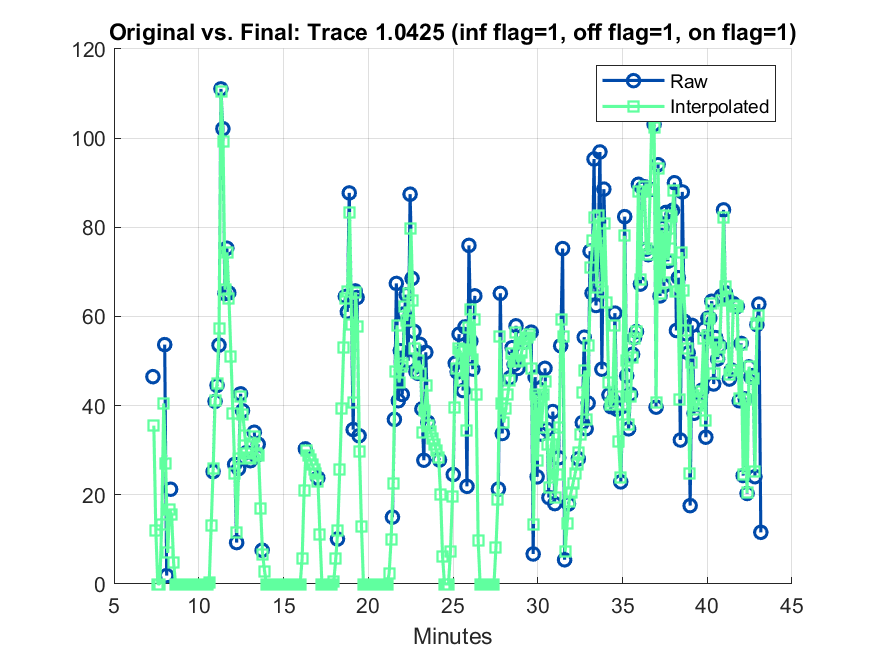 Original vs. Final: Trace 1.0425 (inf flag=1, off flag=1, on flag=1)
120
100
80
60
40
20
0
5 10 15 20 25 30 35 40 45
Minutes
Raw
Interpolated